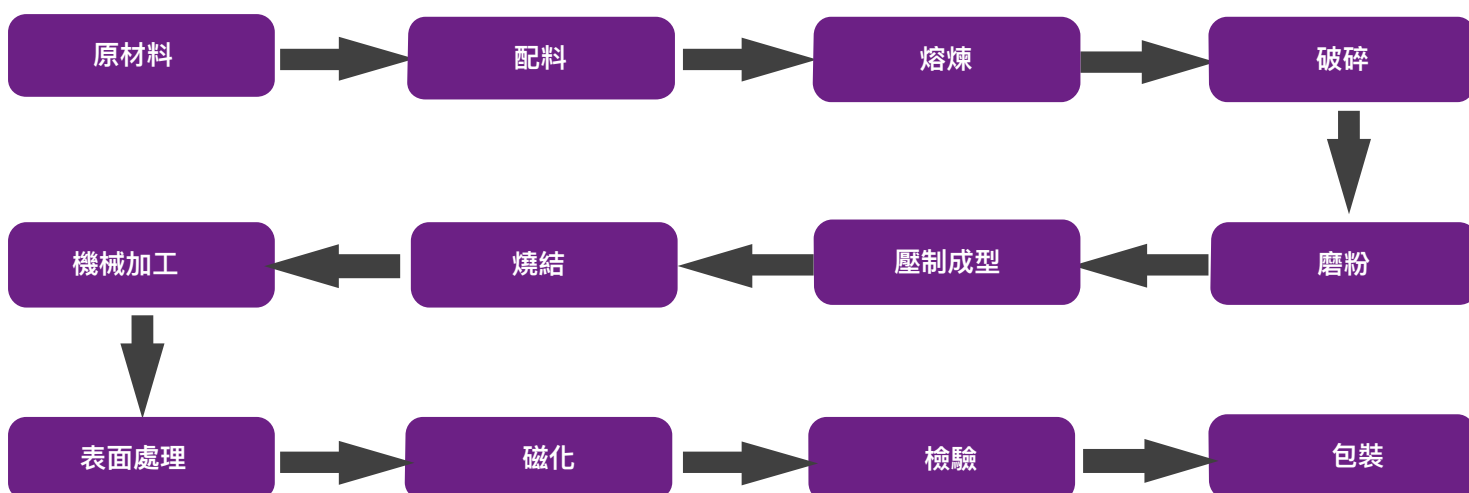 原材料
配料
熔煉
破碎
磨粉
壓制成型
燒結
機械加工
表面處理
磁化
檢驗
包裝